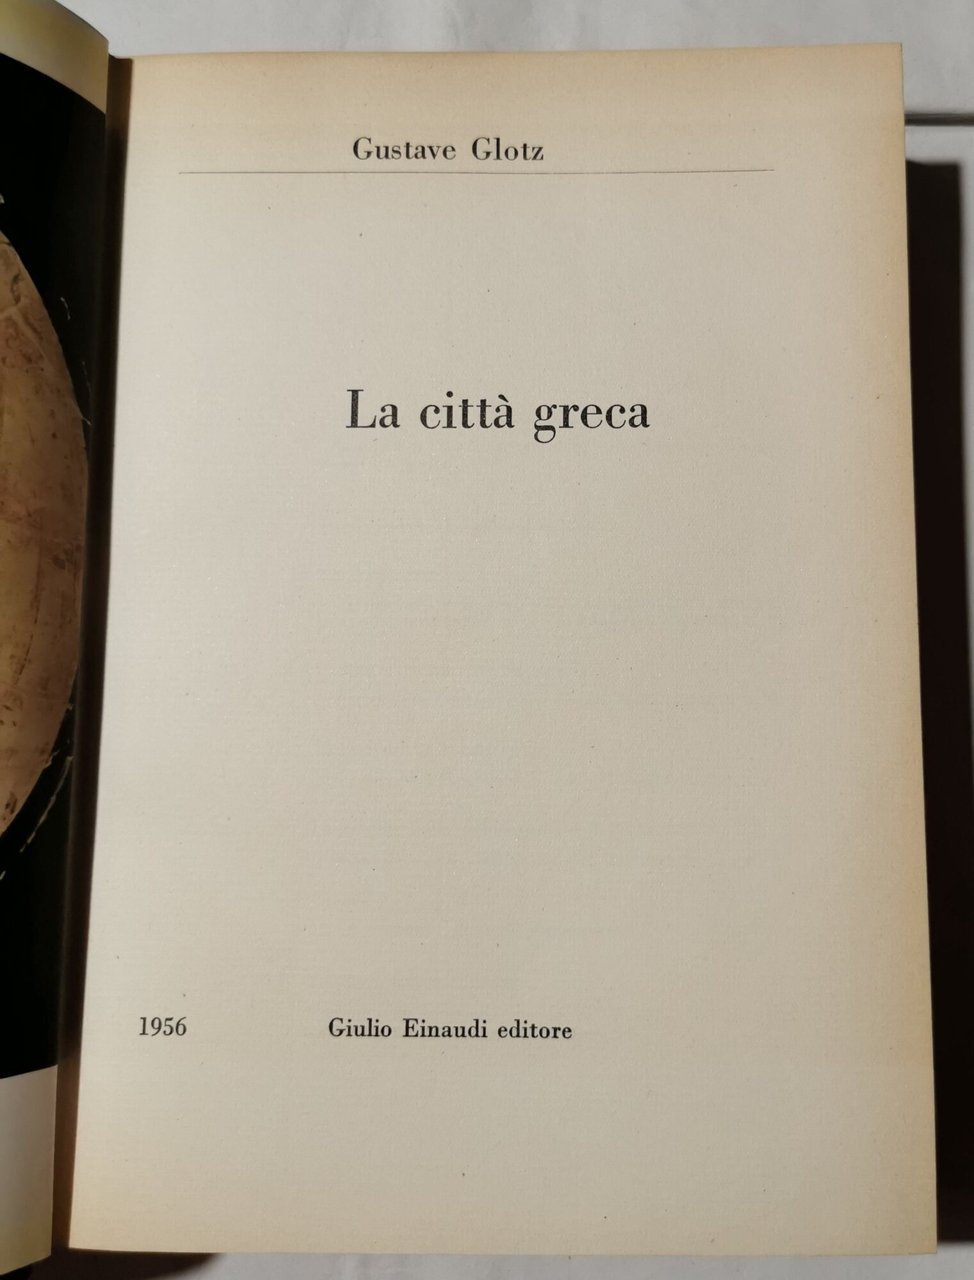 Gustave Glotz
La città greca
1956 Giulio Einaudi editore